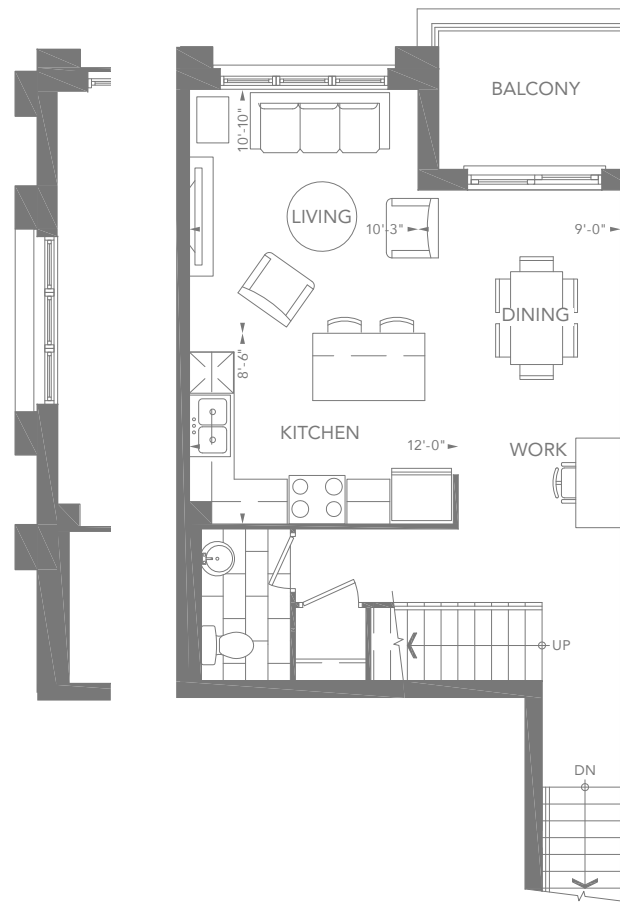 BALCONY
10'-10"
LIVING
10'-3"
9'-0"
DINING
8'-6"
KITCHEN
12'-0"
WORK
UP
DN